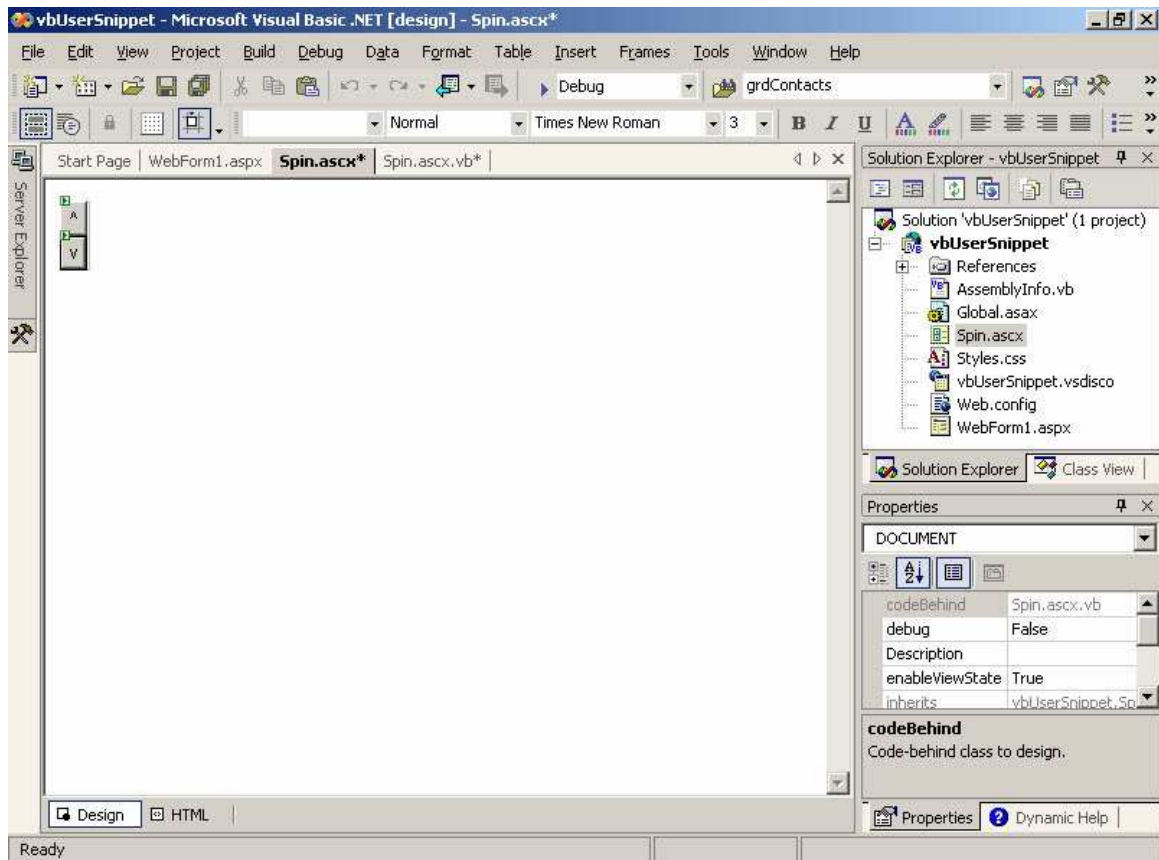 vbUserSnippet - Microsoft Visual Basic .NET [design] - Spin.ascx*
File Edit View Project Build Debug Data Format Table Insert Frames Tools Window Help
Debug grdContacts
Normal Times New Roman 3 B I U A
Start Page WebForm1.aspx Spin.ascx* Spin.ascx.vb*
Server Explorer
A
V
Design HTML
Solution Explorer - vbUserSnippet
Solution 'vbUserSnippet' (1 project)
vbUserSnippet
References
AssemblyInfo.vb
Global.asax
Spin.ascx
Styles.css
vbUserSnippet.vsdisco
Web.config
WebForm1.aspx
Solution Explorer Class View
Properties
DOCUMENT
codeBehind Spin.ascx.vb
debug False
Description
enableViewState True
inherits vbUserSnippet.Sp
codeBehind
Code-behind class to design.
Properties Dynamic Help
Ready